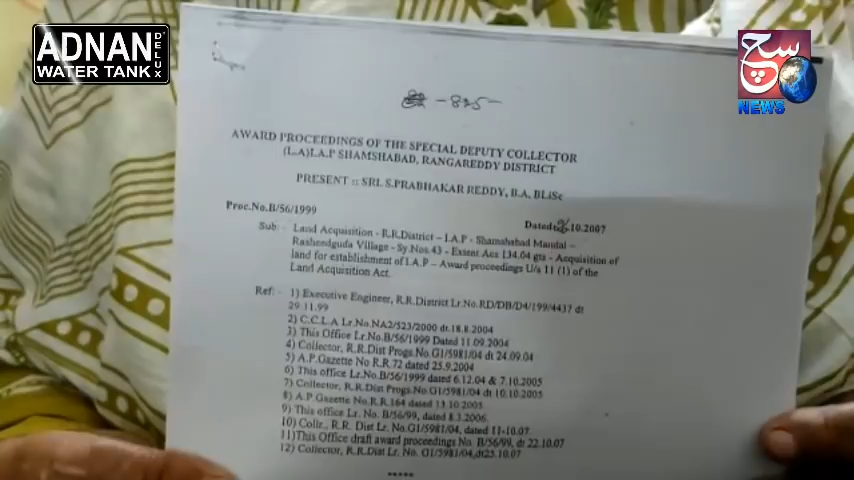 ADNAN DELUX
WATER TANK
سچ
NEWS
- 825 -
AWARD PROCEEDINGS OF THE SPECIAL DEPUTY COLLECTOR
(L.A)I.A.P SHAMSHABAD, RANGAREDDY DISTRICT
PRESENT :: SRI. S.PRABHAKAR REDDY, B.A, BLiSc
Proc.No.B/56/1999
Dated .10.2007
Sub: - Land Acquisition - R.R.District – I.A.P - Shamshabad Mandal –
Rasheedguda Village - Sy.Nos.43 - Extent Acs 134.04 gts - Acquisition of
land for establishment of I.A.P – Award proceedings U/s 11 (1) of the
Land Acquisition Act.
Ref: - 1) Executive Engineer, R.R.District Lr.No.RD/DB/D4/199/4437 dt
29.11.99
2) C.C.L.A Lr.No.NA2/523/2000 dt.18.8.2004
3) This Office Lr.No.B/56/1999 Dated 11.09.2004
4) Collector, R.R.Dist Progs.No.G1/5981/04 dt 24.09.04
5) A.P.Gazette No R.R.72 dated 25.9.2004
6) This office Lr.No.B/56/1999 dated 6.12.04 & 7.10.2005
7) Collector, R.R.Dist Progs.No.G1/5981/04 dt 10.10.2005
8) A.P.Gazette No.R.R.164 dated 13.10.2005
9) This office Lr. No. B/56/99, dated 8.3.2006
10) Collr., R.R. Dist Lr.No.G1/5981/04, dated 11-10-07
11)This Office draft award proceedings No. B/56/99, dt 22.10.07
12) Collector, R.R.Dist Lr. No. G1/5981/04,dt23.10.07
*****